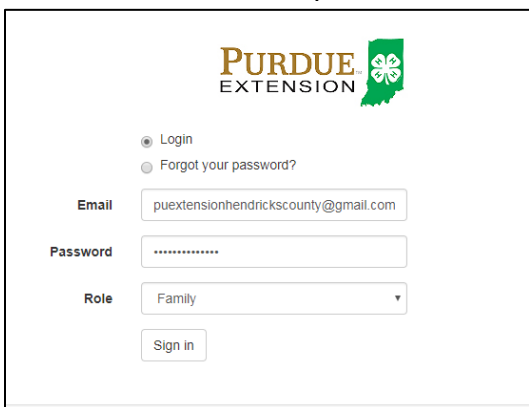 PURDUE
EXTENSION
Login
Forgot your password?
Email puextensionhendrickscounty@gmail.com
Password ••••••••••••••
Role Family
Sign in